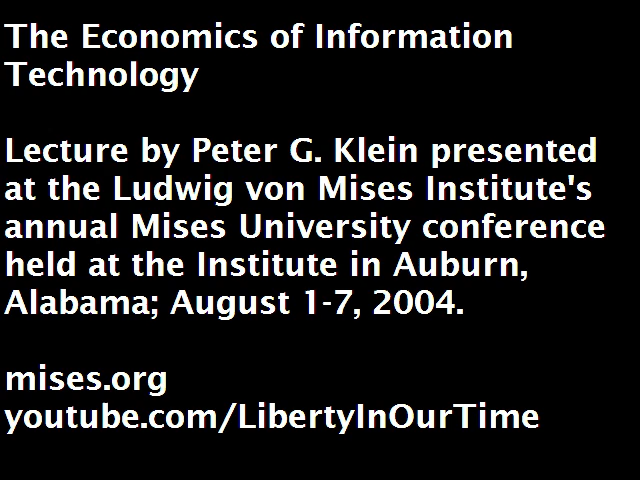 The Economics of Information
Technology
Lecture by Peter G. Klein presented
at the Ludwig von Mises Institute's
annual Mises University conference
held at the Institute in Auburn,
Alabama; August 1-7, 2004.
mises.org
youtube.com/LibertyInOurTime